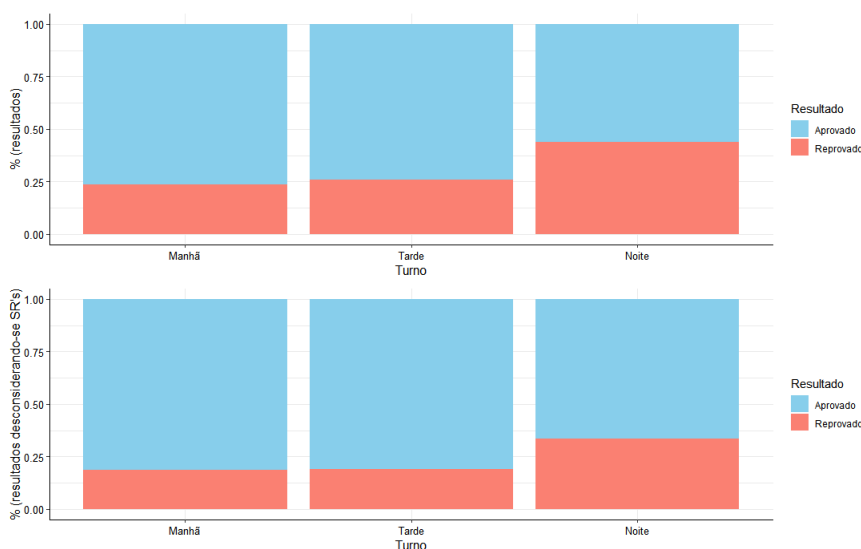 % (resultados)
1.00
0.75
0.50
0.25
0.00
Manhã Tarde Noite
Turno
Resultado
Aprovado
Reprovado
% (resultados desconsiderando-se SR's)
1.00
0.75
0.50
0.25
0.00
Manhã Tarde Noite
Turno
Resultado
Aprovado
Reprovado